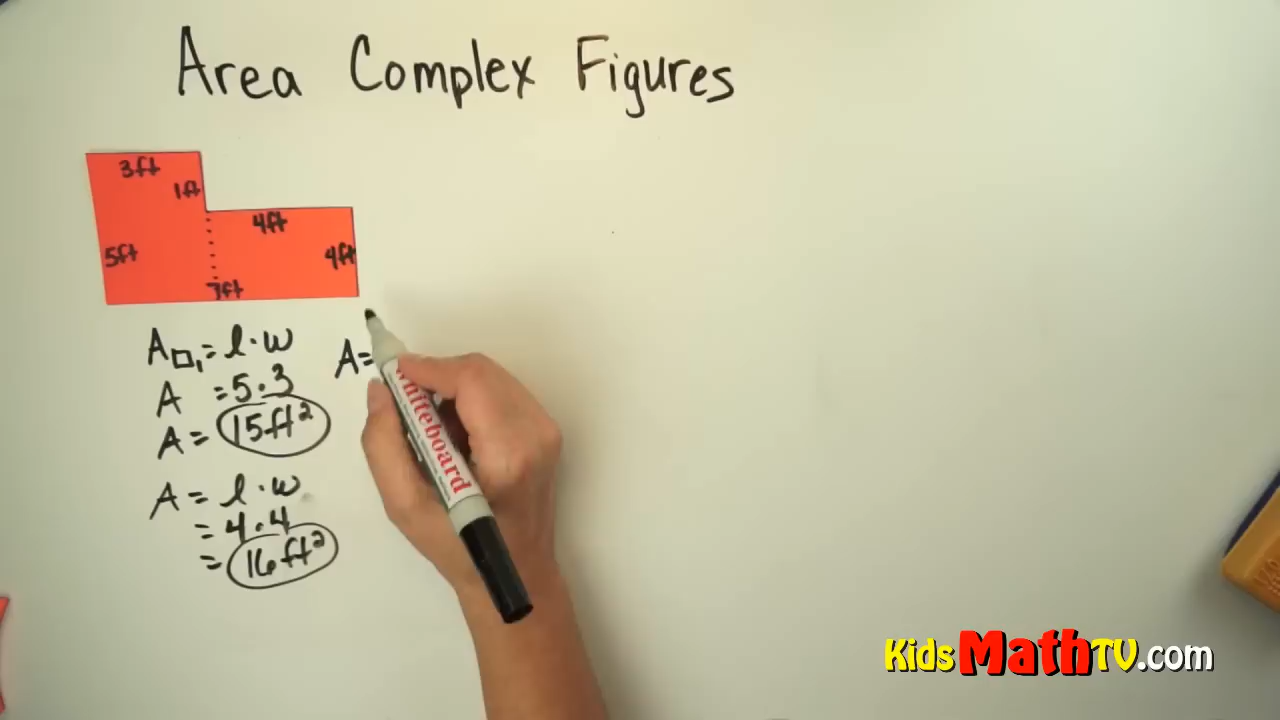 Area Complex Figures
3ft
1ft
4ft
5ft
4ft
7ft
A□₁ = l · w
A = 5 · 3
A = 15ft²
A = l · w
= 4 · 4
= 16ft²
A =
whiteboard
KidsMathTV.com